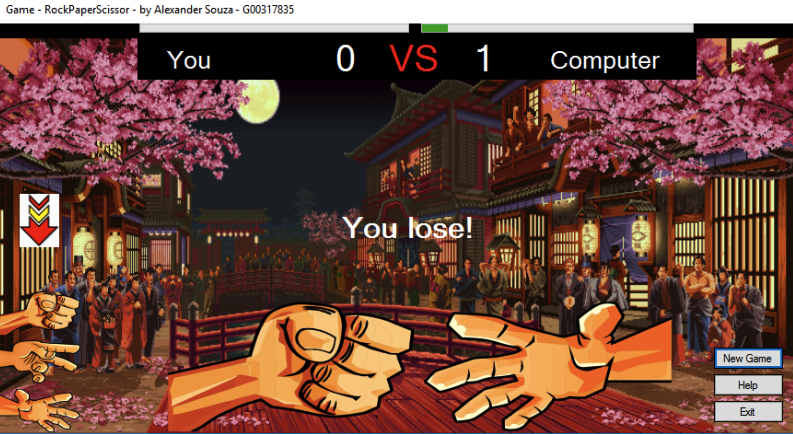 Game - RockPaperScissor - by Alexander Souza - G00317835
You 0 VS 1 Computer
You lose!
New Game
Help
Exit